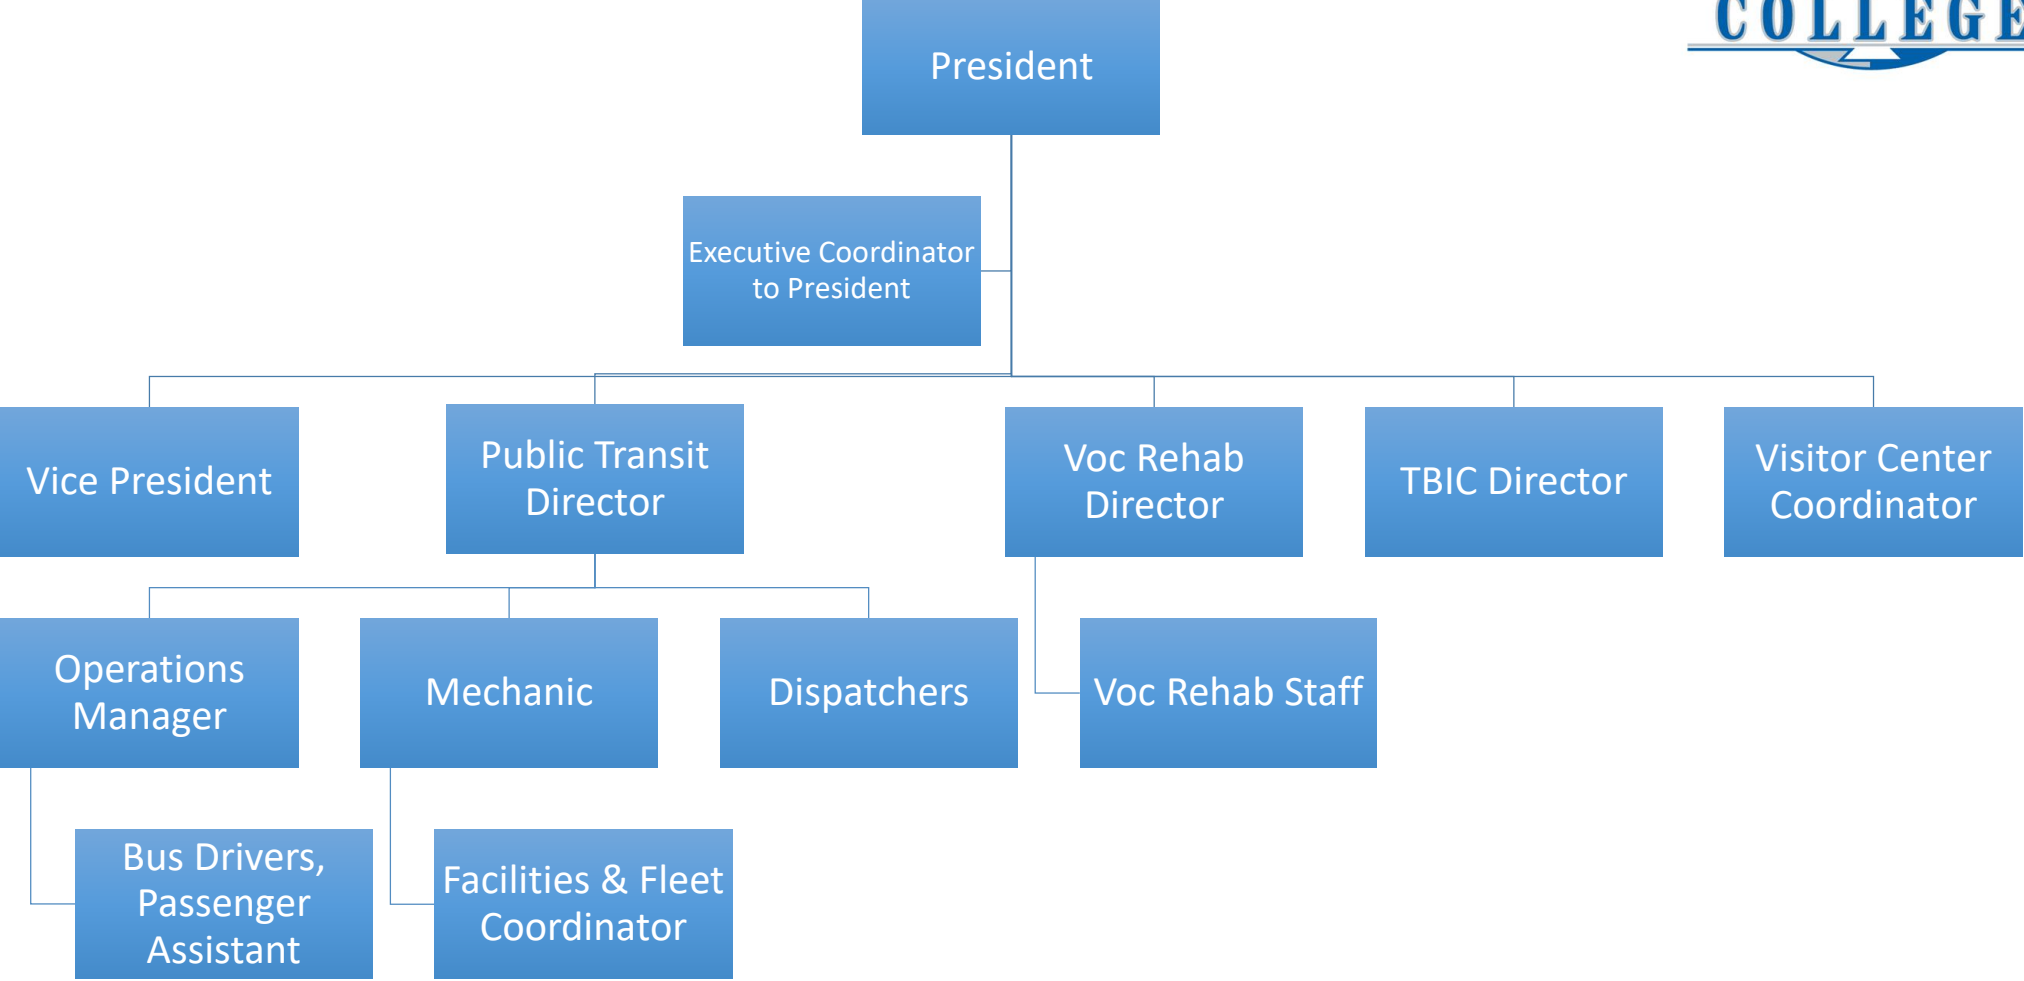 COLLEGE
President
Executive Coordinator
to President
Vice President
Public Transit
Director
Voc Rehab
Director
TBIC Director
Visitor Center
Coordinator
Operations
Manager
Mechanic
Dispatchers
Voc Rehab Staff
Bus Drivers,
Passenger
Assistant
Facilities & Fleet
Coordinator